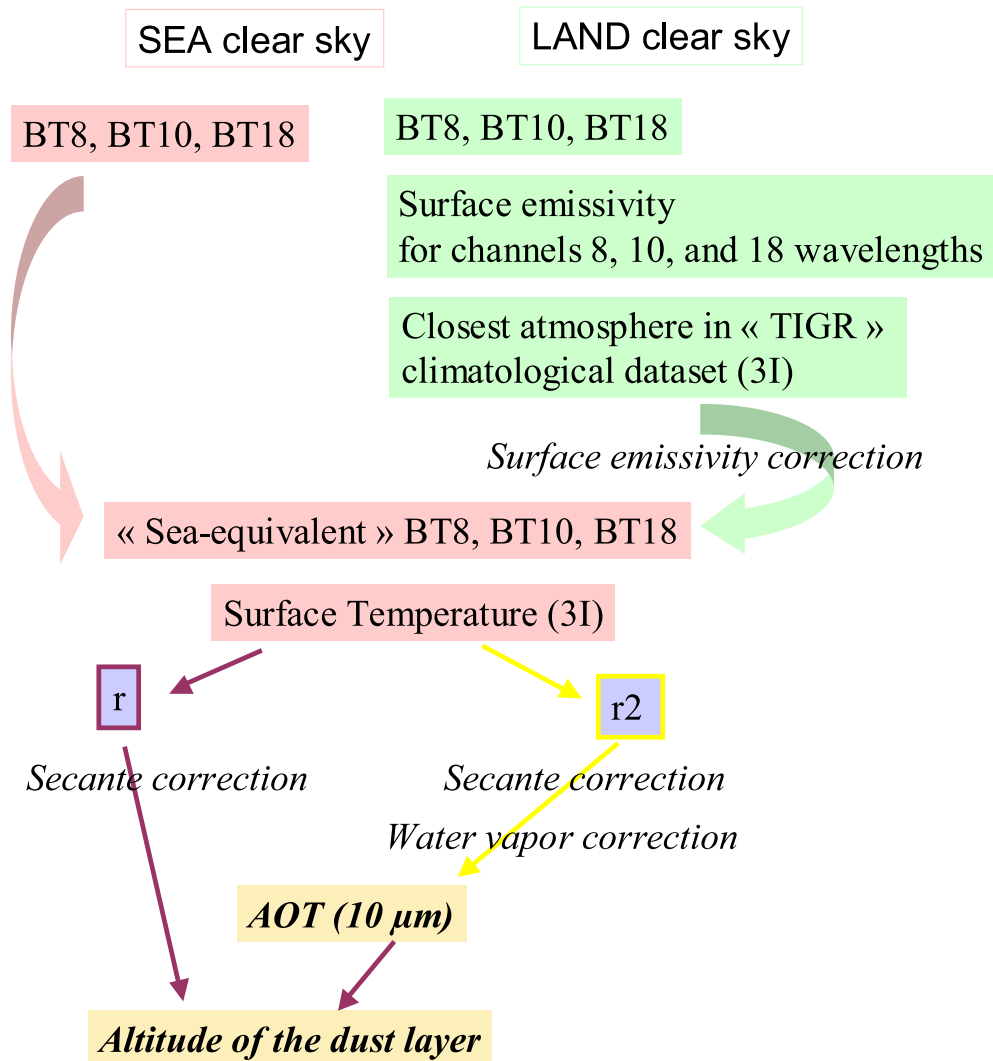 SEA clear sky
LAND clear sky
BT8, BT10, BT18
BT8, BT10, BT18
Surface emissivity
for channels 8, 10, and 18 wavelengths
Closest atmosphere in « TIGR »
climatological dataset (3I)
Surface emissivity correction
« Sea-equivalent » BT8, BT10, BT18
Surface Temperature (3I)
r
r2
Secante correction
Secante correction
Water vapor correction
AOT (10 µm)
Altitude of the dust layer